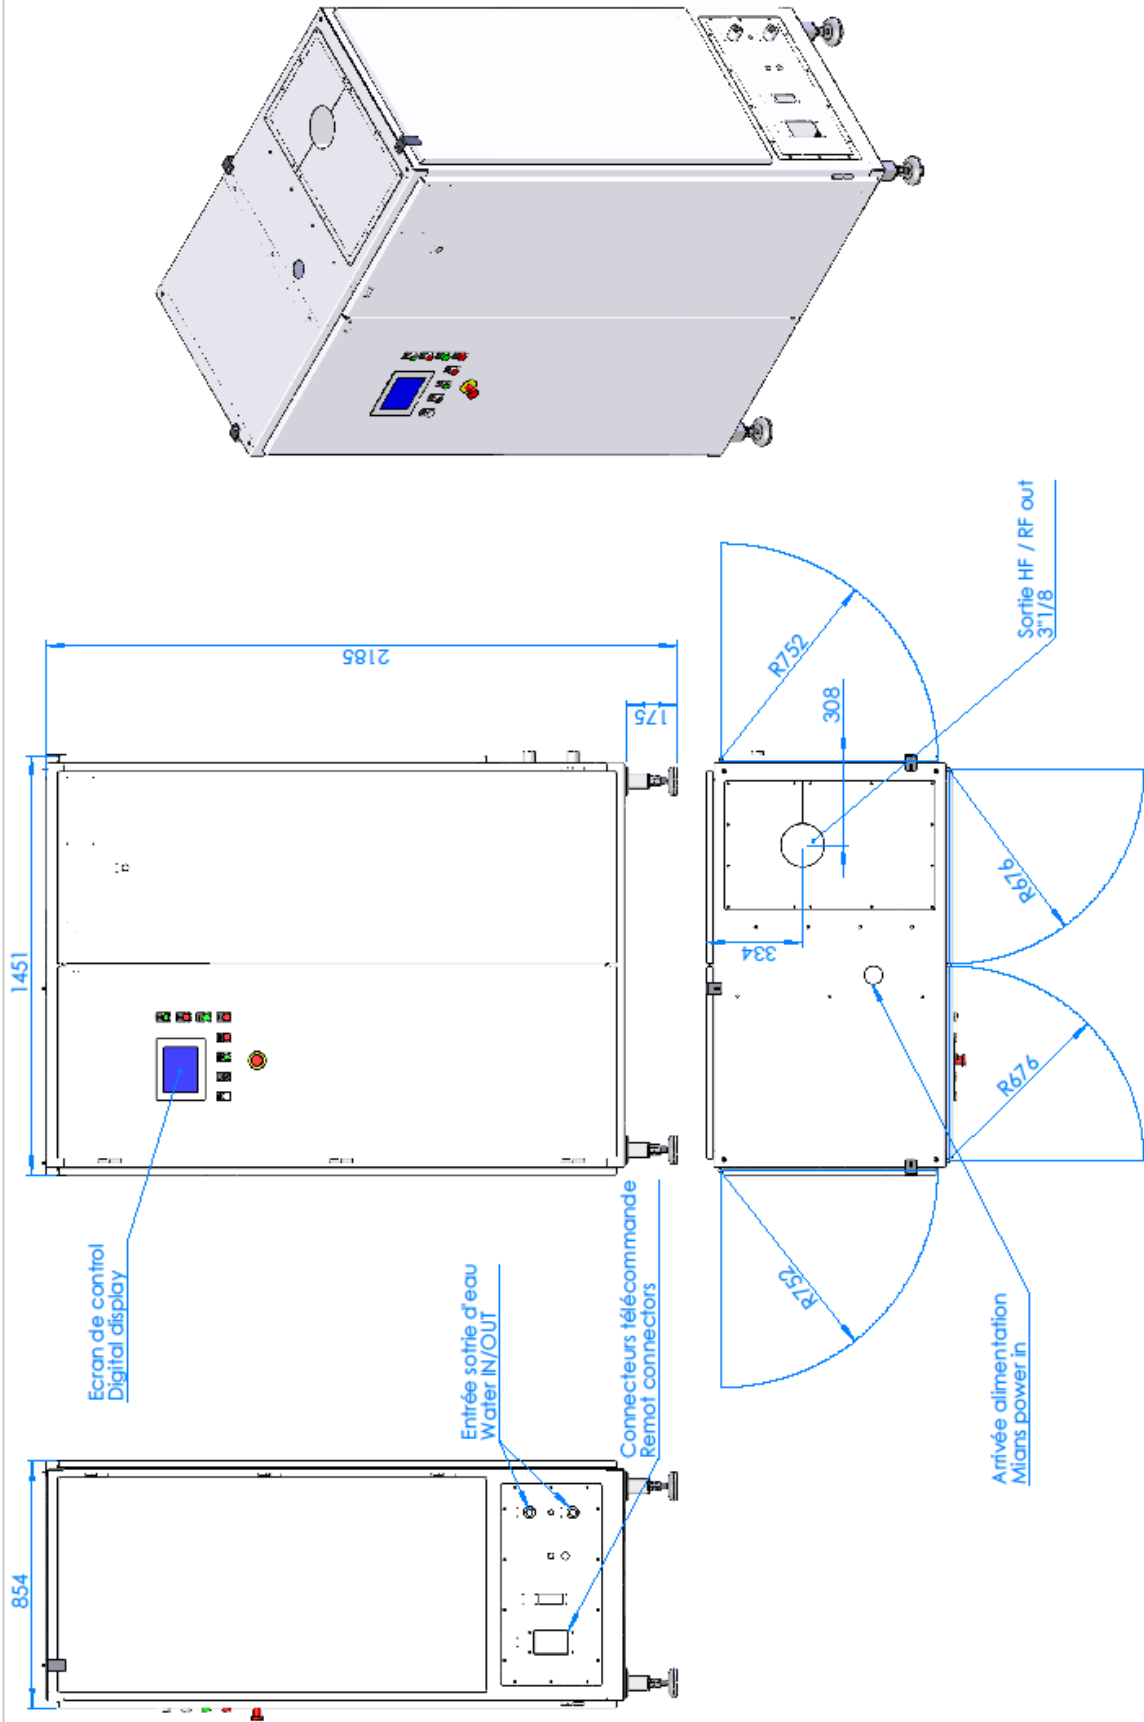 854
Ecran de control
Digital display
Entrée sotrie d'eau
Water IN/OUT
Connecteurs télécommande
Remot connectors
1451
2185
175
R752
308
Sortie HF / RF out
3"1/8
334
R676
R676
R752
Arrivée alimentation
Mians power in